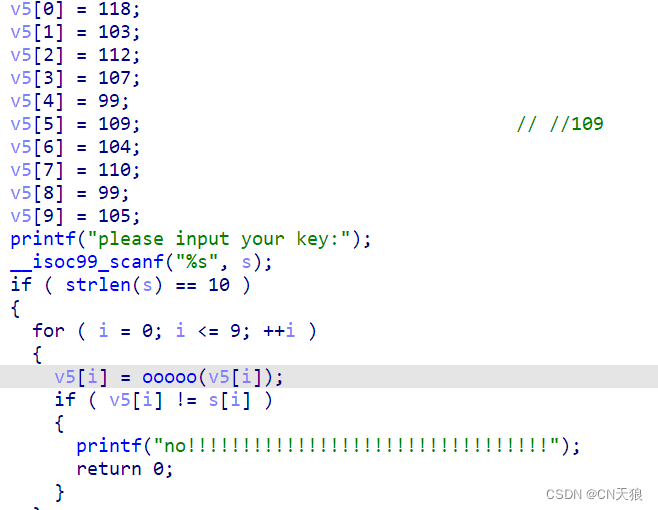 v5[0] = 118;
v5[1] = 103;
v5[2] = 112;
v5[3] = 107;
v5[4] = 99;
v5[5] = 109; // //109
v5[6] = 104;
v5[7] = 110;
v5[8] = 99;
v5[9] = 105;
printf("please input your key:");
__isoc99_scanf("%s", s);
if ( strlen(s) == 10 )
{
for ( i = 0; i <= 9; ++i )
{
v5[i] = ooooo(v5[i]);
if ( v5[i] != s[i] )
{
printf("no!!!!!!!!!!!!!!!!!!!!!!!!!!!!!!!!!");
return 0;
}
CSDN @CN天狼